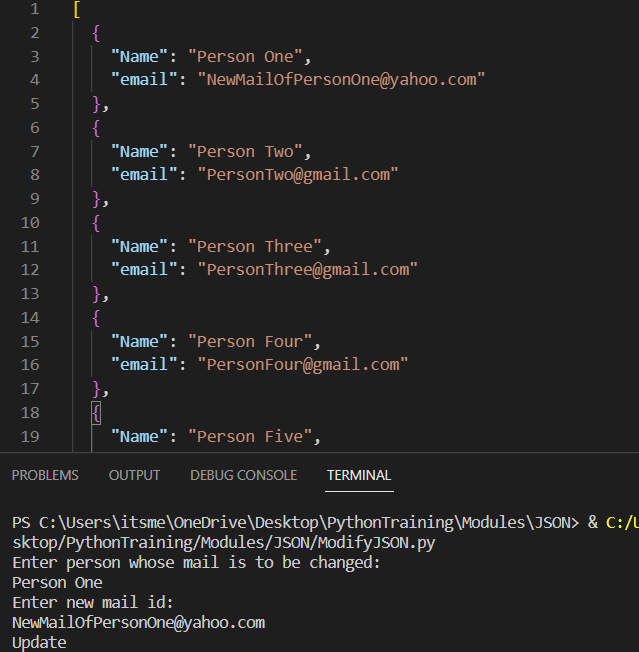 1 [
2 {
3 "Name": "Person One",
4 "email": "NewMailOfPersonOne@yahoo.com"
5 },
6 {
7 "Name": "Person Two",
8 "email": "PersonTwo@gmail.com"
9 },
10 {
11 "Name": "Person Three",
12 "email": "PersonThree@gmail.com"
13 },
14 {
15 "Name": "Person Four",
16 "email": "PersonFour@gmail.com"
17 },
18 {
19 "Name": "Person Five",
PROBLEMS OUTPUT DEBUG CONSOLE TERMINAL
PS C:\Users\itsme\OneDrive\Desktop\PythonTraining\Modules\JSON> & C:/U
sktop/PythonTraining/Modules/JSON/ModifyJSON.py
Enter person whose mail is to be changed:
Person One
Enter new mail id:
NewMailOfPersonOne@yahoo.com
Update